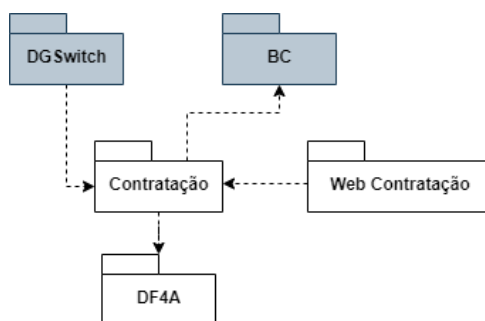 DGSwitch
BC
Contratação
Web Contratação
DF4A